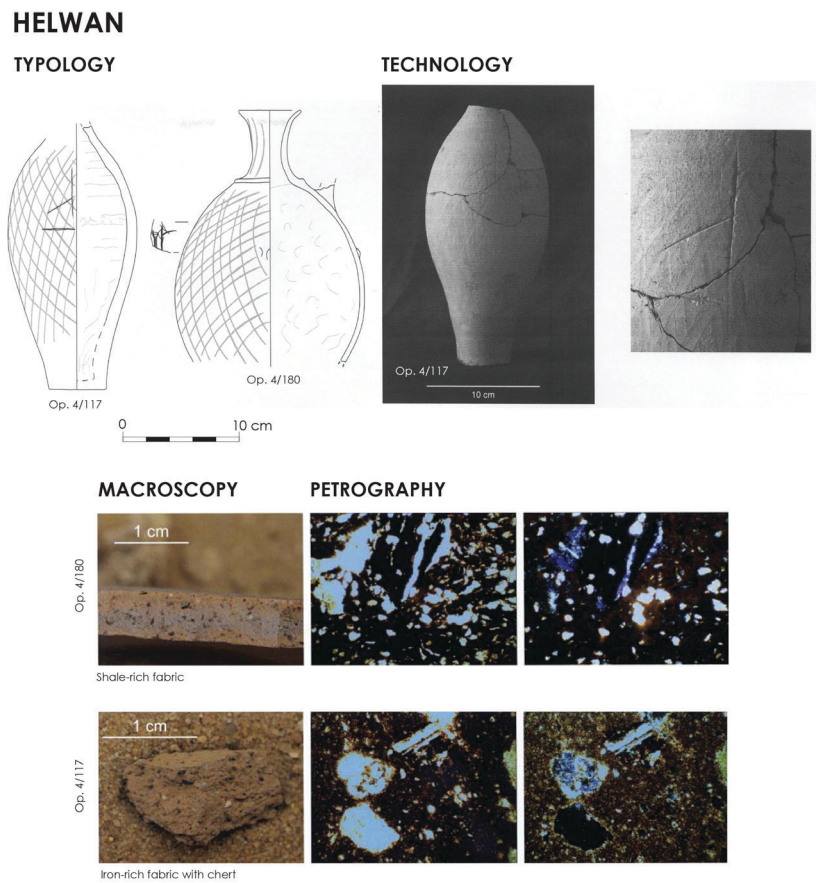 HELWAN
TYPOLOGY
TECHNOLOGY
Op. 4/117
Op. 4/180
0 10 cm
Op. 4/117
10 cm
MACROSCOPY
PETROGRAPHY
Op. 4/180
1 cm
Shale-rich fabric
Op. 4/117
1 cm
Iron-rich fabric with chert